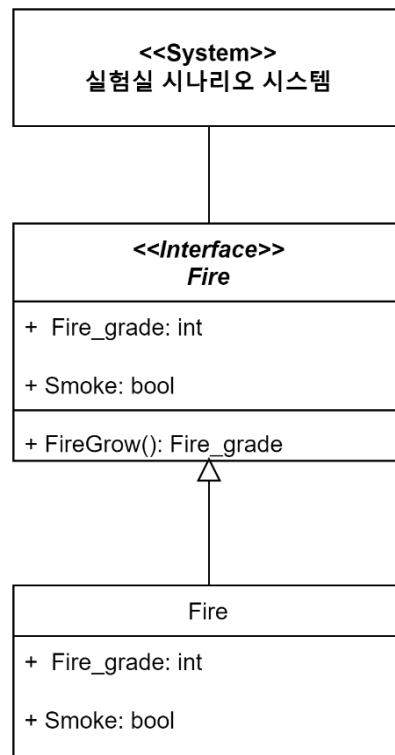 <<System>>
실험실 시나리오 시스템
<<Interface>>
Fire
+ Fire_grade: int
+ Smoke: bool
+ FireGrow(): Fire_grade
Fire
+ Fire_grade: int
+ Smoke: bool